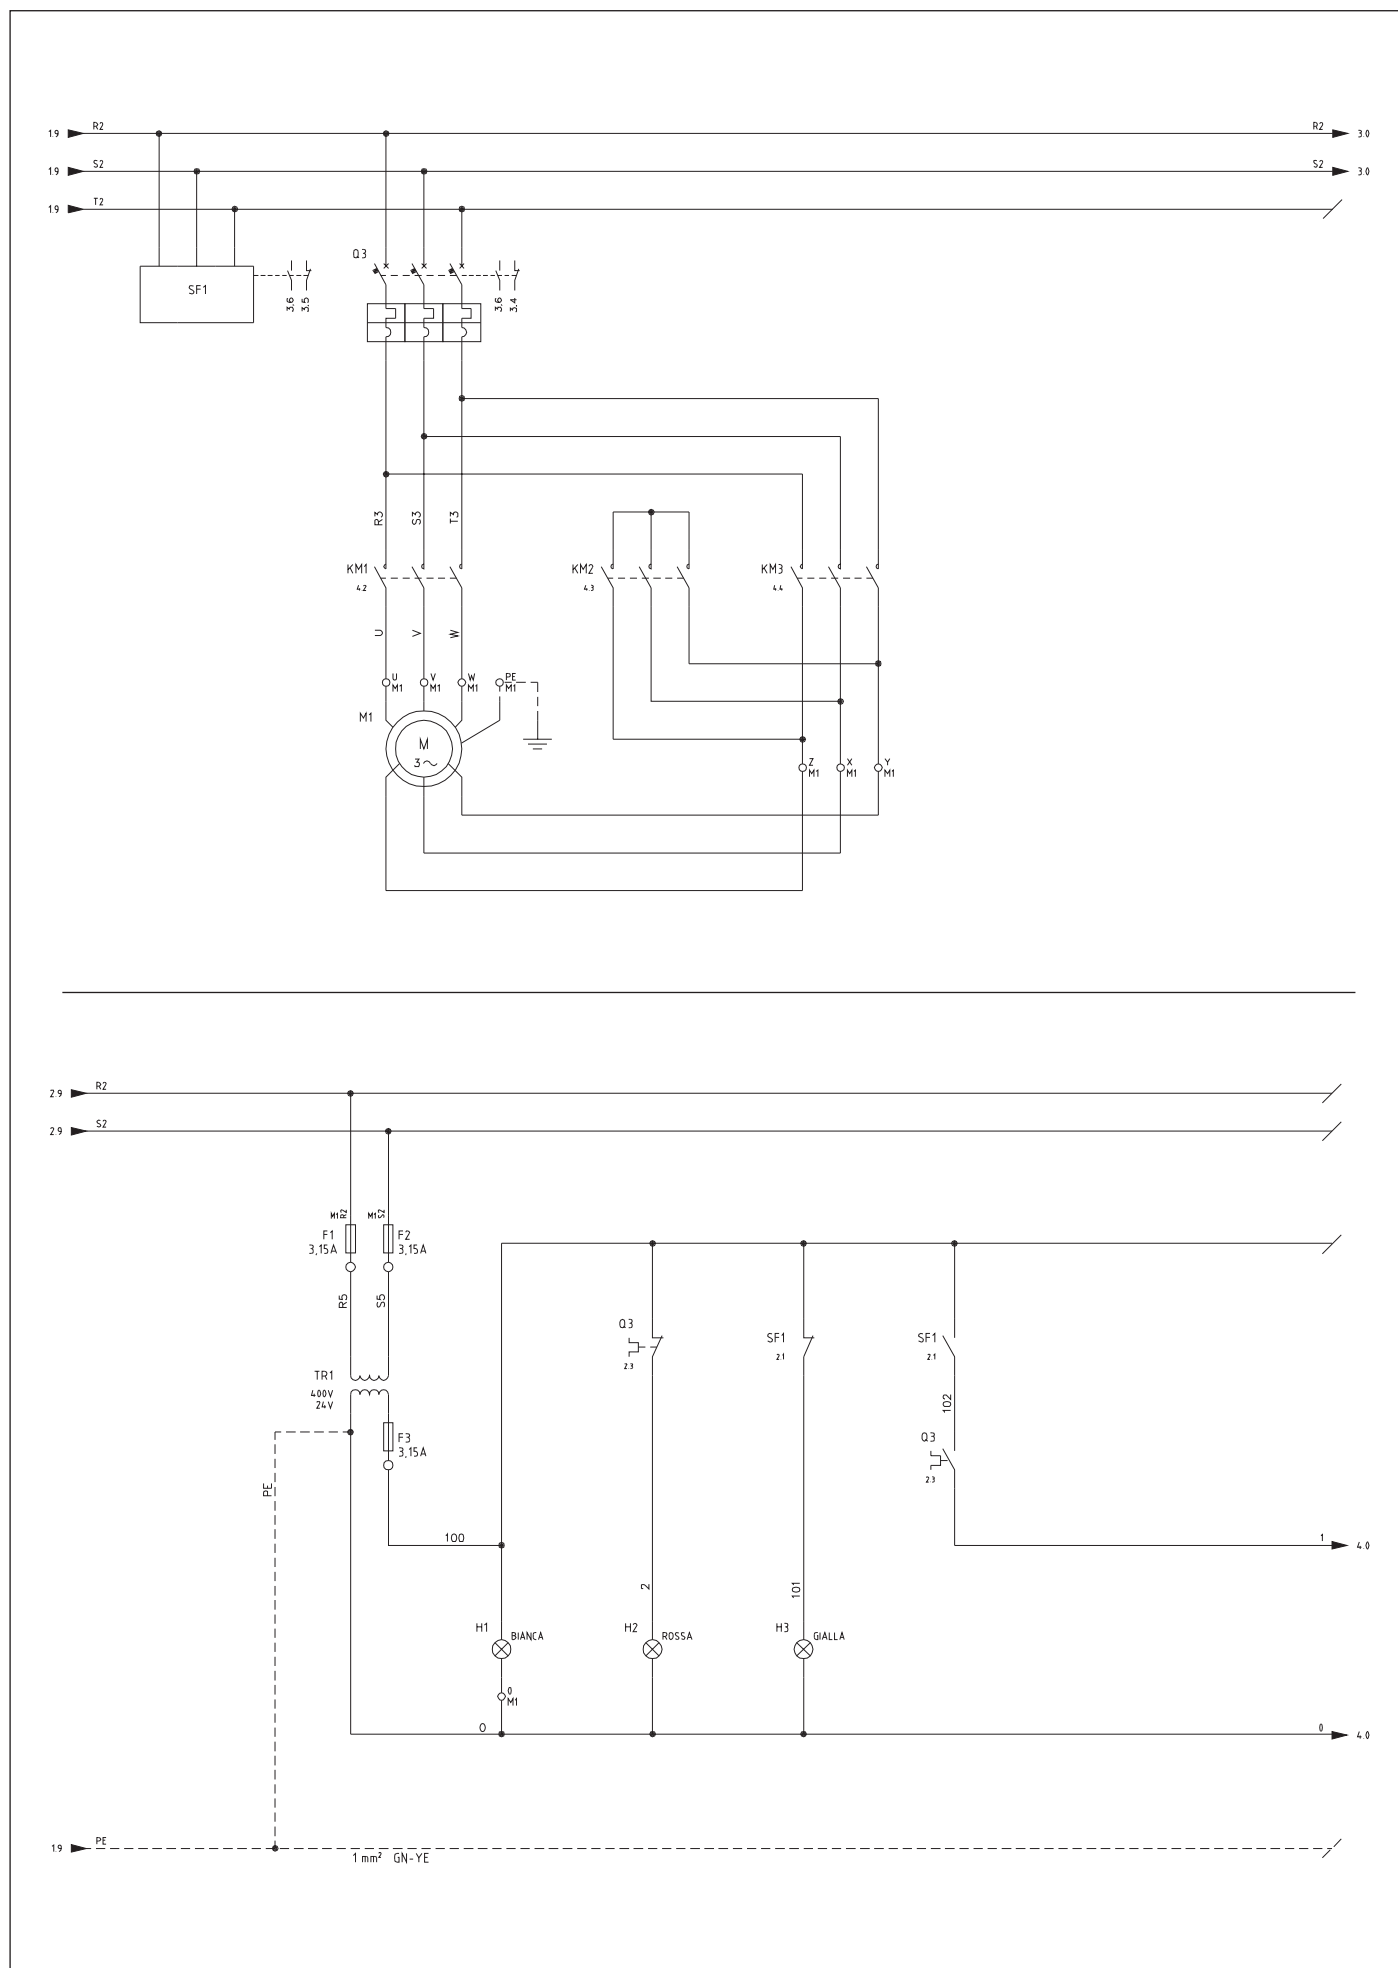 1.9 R2 R2 3.0
1.9 S2 S2 3.0
1.9 T2
Q3
SF1
3.6 3.5 3.6 3.4
R3 S3 T3
KM1 KM2 KM3
4.2 4.3 4.4
U V W
U V W PE
M1 M1 M1 M1
M1
M
3~
Z X Y
M1 M1 M1
2.9 R2
2.9 S2
M1 R2 M1 S2
F1 F2
3,15A 3,15A
R5 S5
Q3 SF1 SF1
2.3 2.1 2.1
TR1
400V
24V
102
F3 Q3
3,15A
2.3
PE
100 1 4.0
2 101
H1 BIANCA H2 ROSSA H3 GIALLA
0
M1
0 0 4.0
1.9 PE
1 mm² GN-YE